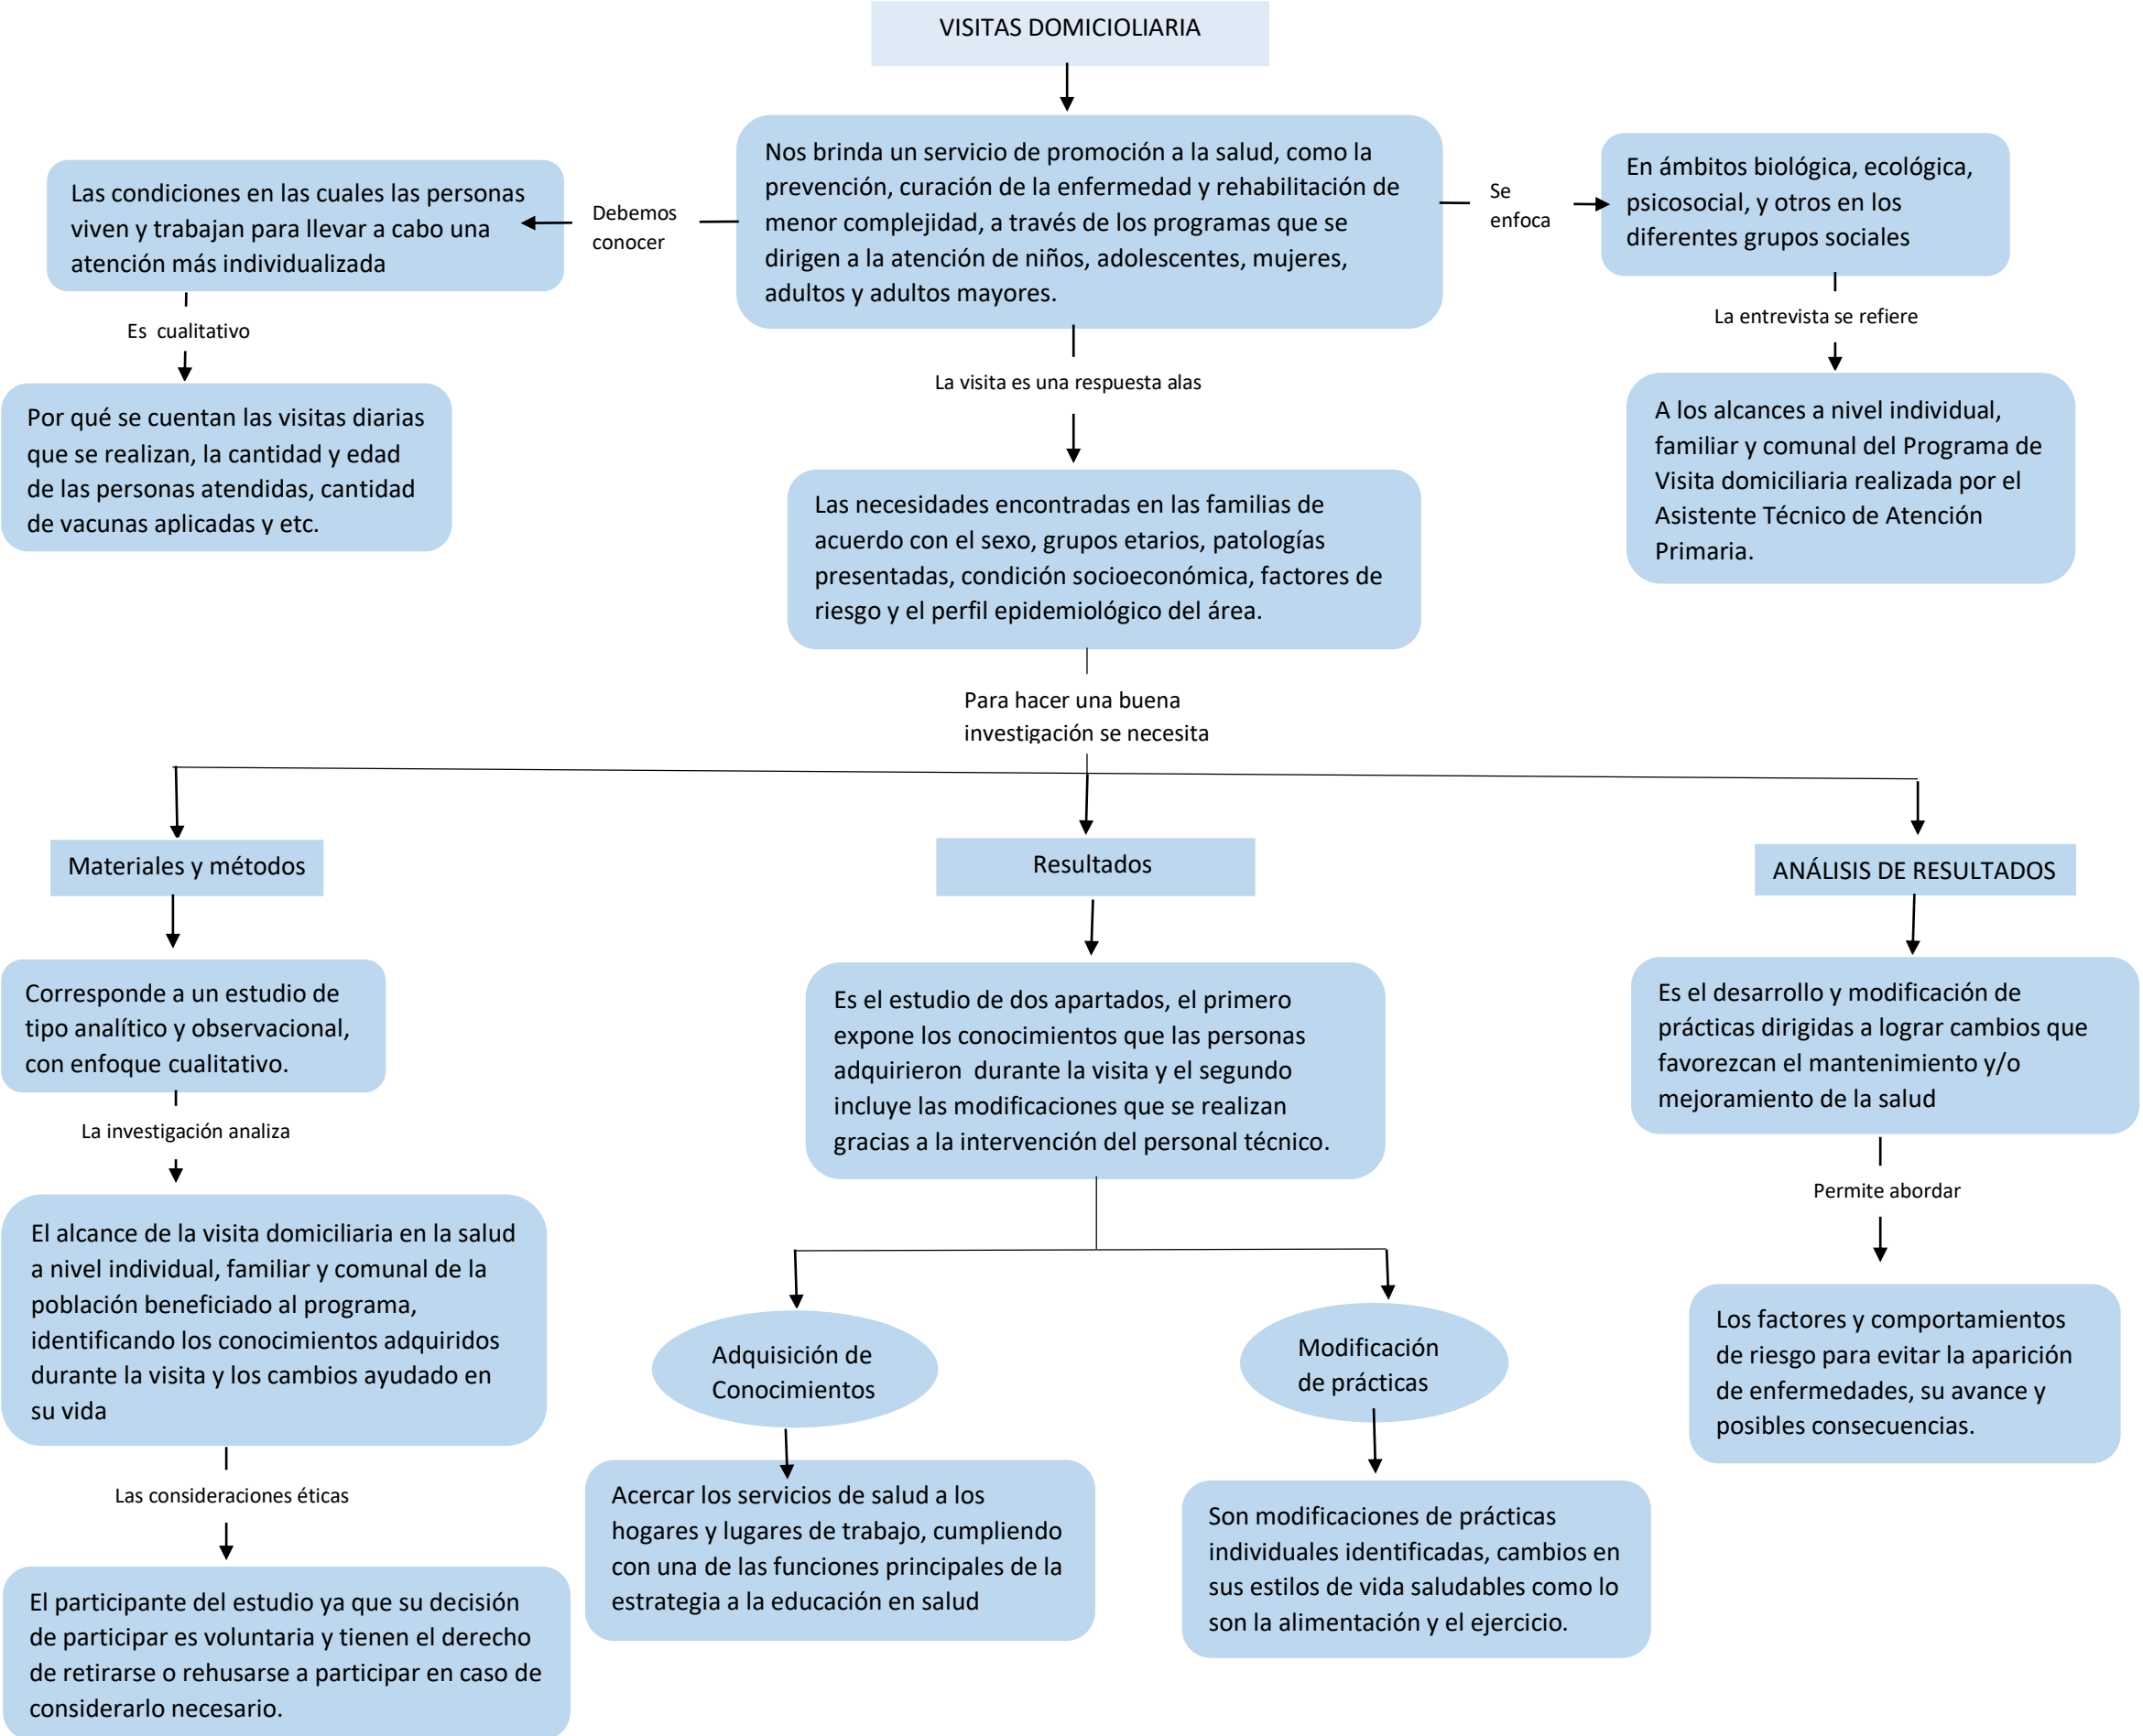 VISITAS DOMICIOLIARIA
Nos brinda un servicio de promoción a la salud, como la
prevención, curación de la enfermedad y rehabilitación de
menor complejidad, a través de los programas que se
dirigen a la atención de niños, adolescentes, mujeres,
adultos y adultos mayores.
Debemos
conocer
Las condiciones en las cuales las personas
viven y trabajan para llevar a cabo una
atención más individualizada
Es  cualitativo
Por qué se cuentan las visitas diarias
que se realizan, la cantidad y edad
de las personas atendidas, cantidad
de vacunas aplicadas y etc.
Se
enfoca
En ámbitos biológica, ecológica,
psicosocial, y otros en los
diferentes grupos sociales
La entrevista se refiere
A los alcances a nivel individual,
familiar y comunal del Programa de
Visita domiciliaria realizada por el
Asistente Técnico de Atención
Primaria.
La visita es una respuesta alas
Las necesidades encontradas en las familias de
acuerdo con el sexo, grupos etarios, patologías
presentadas, condición socioeconómica, factores de
riesgo y el perfil epidemiológico del área.
Para hacer una buena
investigación se necesita
Materiales y métodos
Corresponde a un estudio de
tipo analítico y observacional,
con enfoque cualitativo.
La investigación analiza
El alcance de la visita domiciliaria en la salud
a nivel individual, familiar y comunal de la
población beneficiado al programa,
identificando los conocimientos adquiridos
durante la visita y los cambios ayudado en
su vida
Las consideraciones éticas
El participante del estudio ya que su decisión
de participar es voluntaria y tienen el derecho
de retirarse o rehusarse a participar en caso de
considerarlo necesario.
Resultados
Es el estudio de dos apartados, el primero
expone los conocimientos que las personas
adquirieron  durante la visita y el segundo
incluye las modificaciones que se realizan
gracias a la intervención del personal técnico.
Adquisición de
Conocimientos
Acercar los servicios de salud a los
hogares y lugares de trabajo, cumpliendo
con una de las funciones principales de la
estrategia a la educación en salud
Modificación
de prácticas
Son modificaciones de prácticas
individuales identificadas, cambios en
sus estilos de vida saludables como lo
son la alimentación y el ejercicio.
ANÁLISIS DE RESULTADOS
Es el desarrollo y modificación de
prácticas dirigidas a lograr cambios que
favorezcan el mantenimiento y/o
mejoramiento de la salud
Permite abordar
Los factores y comportamientos
de riesgo para evitar la aparición
de enfermedades, su avance y
posibles consecuencias.